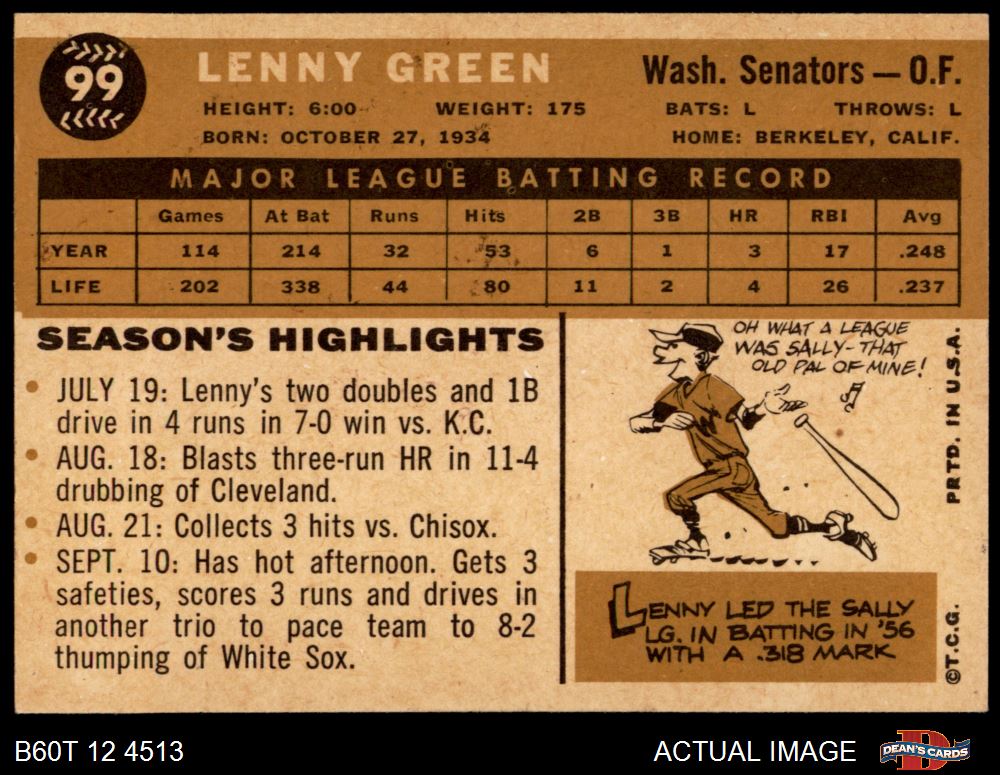 99
LENNY GREEN
Wash. Senators — O.F.
HEIGHT: 6:00 WEIGHT: 175 BATS: L THROWS: L
BORN: OCTOBER 27, 1934 HOME: BERKELEY, CALIF.
MAJOR LEAGUE BATTING RECORD
Games At Bat Runs Hits 2B 3B HR RBI Avg
YEAR 114 214 32 53 6 1 3 17 .248
LIFE 202 338 44 80 11 2 4 26 .237
SEASON'S HIGHLIGHTS
• JULY 19: Lenny's two doubles and 1B
drive in 4 runs in 7-0 win vs. K.C.
• AUG. 18: Blasts three-run HR in 11-4
drubbing of Cleveland.
• AUG. 21: Collects 3 hits vs. Chisox.
• SEPT. 10: Has hot afternoon. Gets 3
safeties, scores 3 runs and drives in
another trio to pace team to 8-2
thumping of White Sox.
OH WHAT A LEAGUE
WAS SALLY- THAT
OLD PAL OF MINE!
W
LENNY LED THE SALLY
LG. IN BATTING IN '56
WITH A .318 MARK
PRTD. IN U.S.A.
©T.C.G.
B60T 12 4513
ACTUAL IMAGE
D
DEAN'S CARDS